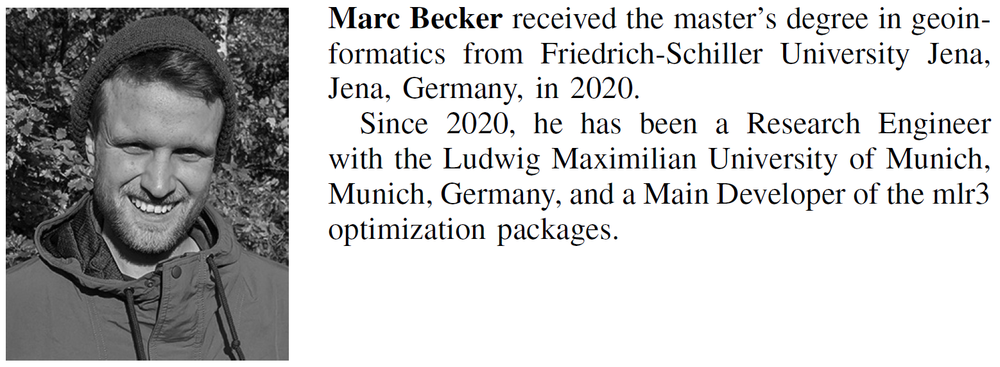 Marc Becker received the master’s degree in geoin-
formatics from Friedrich-Schiller University Jena,
Jena, Germany, in 2020.
Since 2020, he has been a Research Engineer
with the Ludwig Maximilian University of Munich,
Munich, Germany, and a Main Developer of the mlr3
optimization packages.